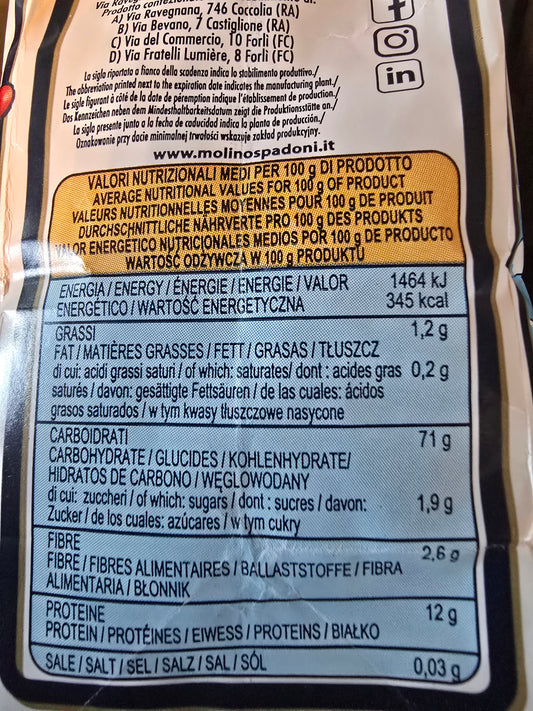 Prodotto
A) Via Ravegnana, 746 Coccolia (RA)
B) Via Bevano, 7 Castiglione (RA)
C) Via del Commercio, 10 Forlì (FC)
D) Via Fratelli Lumière, 8 Forlì (FC)
La sigla riportata a fianco della scadenza indica lo stabilimento produttivo./
The abbreviation printed next to the expiration date indicates the manufacturing plant./
Le sigle figurant à côté de la date de péremption indique l'établissement de production./
Das Kennzeichen neben dem Mindesthaltbarkeitsdatum zeigt die Produktionsstätte an./
La sigla presente junto a la fecha de caducidad indica la planta de producción./
Oznakowanie przy dacie minimalnej trwałości wskazuje zakład produkcyjny.
www.molinospadoni.it
f
in
VALORI NUTRIZIONALI MEDI PER 100 g DI PRODOTTO
AVERAGE NUTRITIONAL VALUES FOR 100 g OF PRODUCT
VALEURS NUTRITIONNELLES MOYENNES POUR 100 g DE PRODUIT
DURCHSCHNITTLICHE NÄHRVERTE PRO 100 g DES PRODUKTS
VALOR ENERGÉTICO NUTRICIONALES MEDIOS POR 100 g DE PRODUCTO
WARTOŚĆ ODŻYWCZA W 100 g PRODUKTU
ENERGIA / ENERGY / ÉNERGIE / ENERGIE / VALOR 1464 kJ
ENERGÉTICO / WARTOŚĆ ENERGETYCZNA 345 kcal
GRASSI 1,2 g
FAT / MATIÈRES GRASSES / FETT / GRASAS / TŁUSZCZ
di cui: acidi grassi saturi / of which: saturates/ dont : acides gras 0,2 g
saturés / davon: gesättigte Fettsäuren / de las cuales: ácidos
grasos saturados / w tym kwasy tłuszczowe nasycone
CARBOIDRATI 71 g
CARBOHYDRATE / GLUCIDES / KOHLENHYDRATE/
HIDRATOS DE CARBONO / WĘGLOWODANY
di cui: zuccheri / of which: sugars / dont : sucres / davon: 1,9 g
Zucker / de los cuales: azúcares / w tym cukry
FIBRE 2,6 g
FIBRE / FIBRES ALIMENTAIRES / BALLASTSTOFFE / FIBRA
ALIMENTARIA / BŁONNIK
PROTEINE 12 g
PROTEIN / PROTÉINES / EIWEISS / PROTEINS / BIAŁKO
SALE / SALT / SEL / SALZ / SAL / SÓL 0,03 g